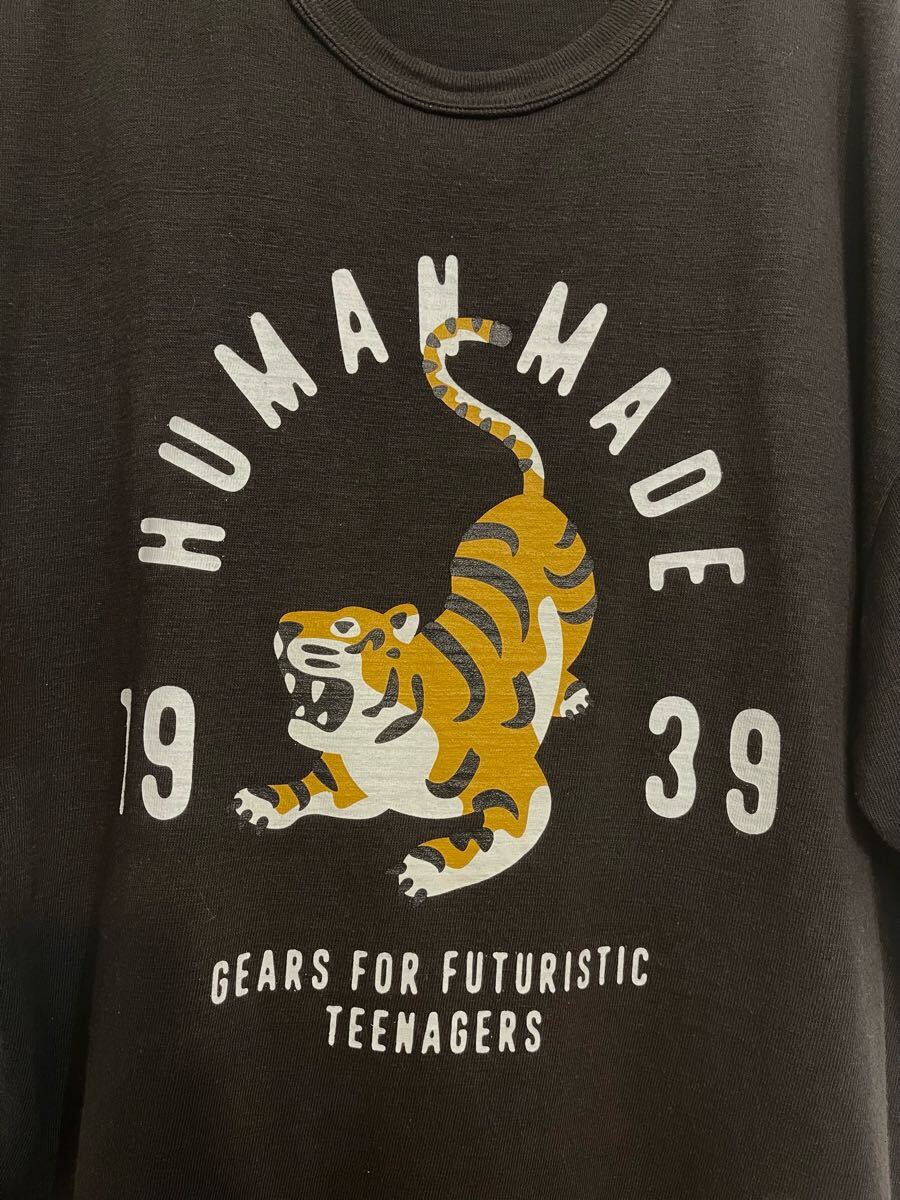 HUMAN MADE
19 39
GEARS FOR FUTURISTIC
TEENAGERS